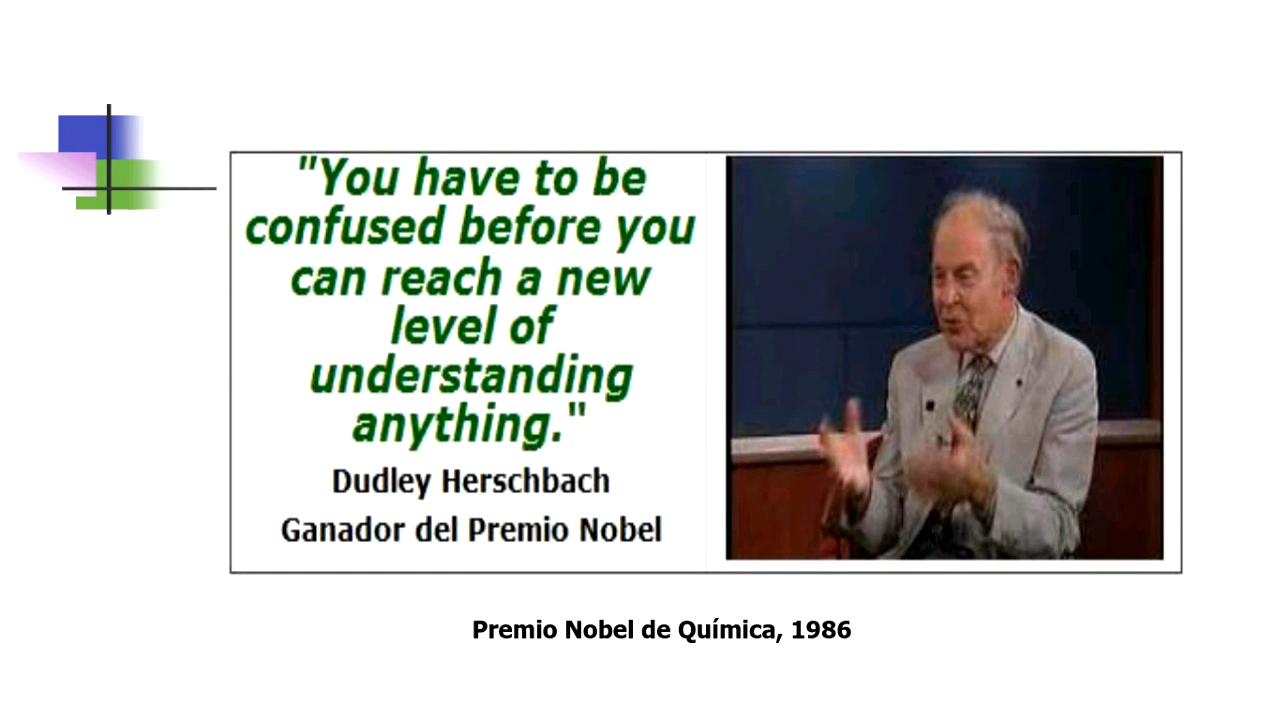 "You have to be
confused before you
can reach a new
level of
understanding
anything."
Dudley Herschbach
Ganador del Premio Nobel
Premio Nobel de Química, 1986